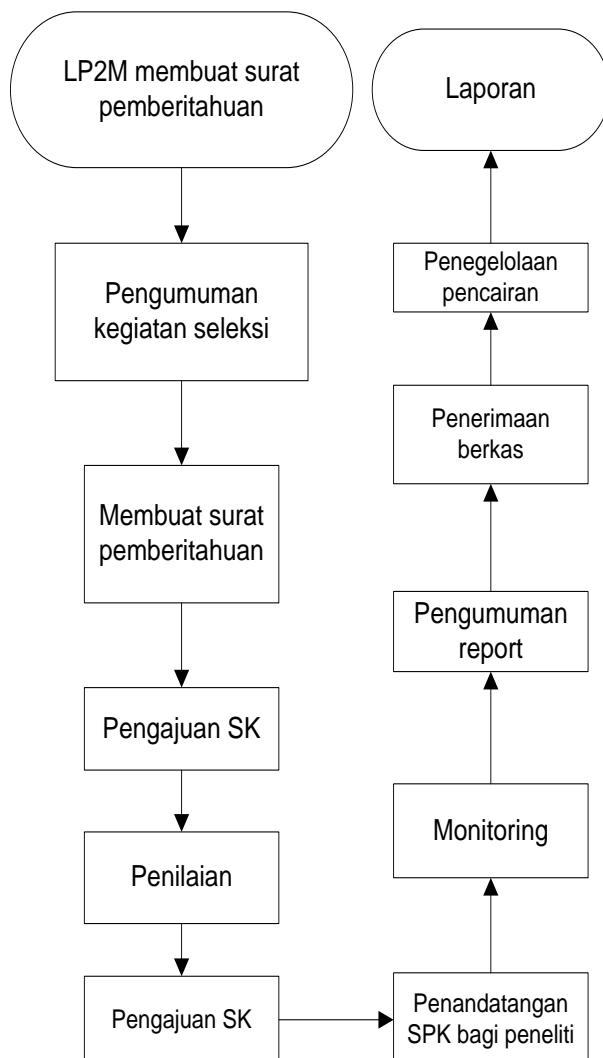 LP2M membuat surat
pemberitahuan
Pengumuman
kegiatan seleksi
Membuat surat
pemberitahuan
Pengajuan SK
Penilaian
Pengajuan SK
Penandatangan
SPK bagi peneliti
Monitoring
Pengumuman
report
Penerimaan
berkas
Penegelolaan
pencairan
Laporan